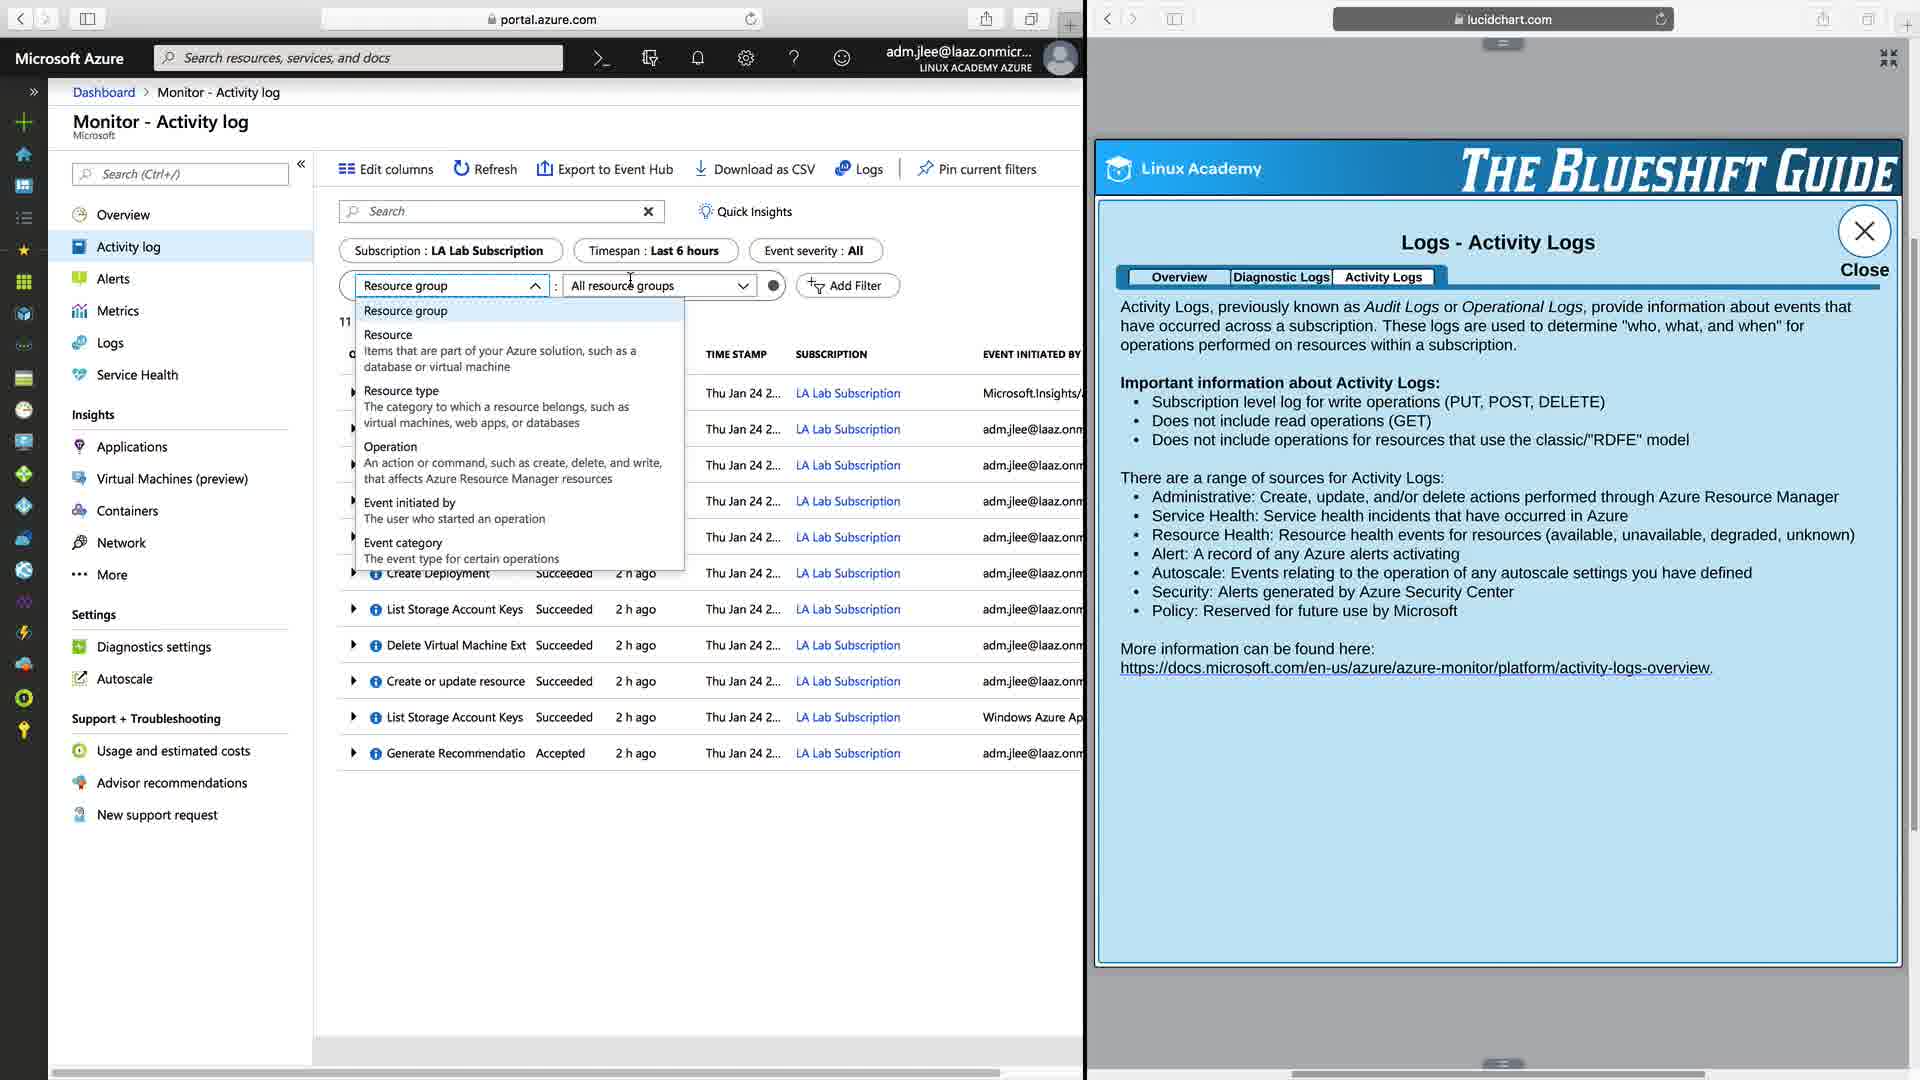 portal.azure.com
Microsoft Azure
Search resources, services, and docs
adm.jlee@laaz.onmicr...
LINUX ACADEMY AZURE
Dashboard > Monitor - Activity log
Monitor - Activity log
Microsoft
Search (Ctrl+/)
Overview
Activity log
Alerts
Metrics
Logs
Service Health
Insights
Applications
Virtual Machines (preview)
Containers
Network
More
Settings
Diagnostics settings
Autoscale
Support + Troubleshooting
Usage and estimated costs
Advisor recommendations
New support request
Edit columns Refresh Export to Event Hub Download as CSV Logs Pin current filters
Search Quick Insights
Subscription : LA Lab Subscription Timespan : Last 6 hours Event severity : All
Resource group : All resource groups Add Filter
Resource group
Resource
Items that are part of your Azure solution, such as a
database or virtual machine
Resource type
The category to which a resource belongs, such as
virtual machines, web apps, or databases
Operation
An action or command, such as create, delete, and write,
that affects Azure Resource Manager resources
Event initiated by
The user who started an operation
Event category
The event type for certain operations
11
TIME STAMP SUBSCRIPTION EVENT INITIATED BY
Thu Jan 24 2... LA Lab Subscription Microsoft.Insights/
Thu Jan 24 2... LA Lab Subscription adm.jlee@laaz.onm
Thu Jan 24 2... LA Lab Subscription adm.jlee@laaz.onm
Thu Jan 24 2... LA Lab Subscription adm.jlee@laaz.onm
Thu Jan 24 2... LA Lab Subscription adm.jlee@laaz.onm
Create Deployment Succeeded 2 h ago Thu Jan 24 2... LA Lab Subscription adm.jlee@laaz.onm
List Storage Account Keys Succeeded 2 h ago Thu Jan 24 2... LA Lab Subscription adm.jlee@laaz.onm
Delete Virtual Machine Ext Succeeded 2 h ago Thu Jan 24 2... LA Lab Subscription adm.jlee@laaz.onm
Create or update resource Succeeded 2 h ago Thu Jan 24 2... LA Lab Subscription adm.jlee@laaz.onm
List Storage Account Keys Succeeded 2 h ago Thu Jan 24 2... LA Lab Subscription Windows Azure Ap
Generate Recommendatio Accepted 2 h ago Thu Jan 24 2... LA Lab Subscription adm.jlee@laaz.onm
lucidchart.com
Linux Academy
THE BLUESHIFT GUIDE
Logs - Activity Logs
Close
Overview Diagnostic Logs Activity Logs
Activity Logs, previously known as Audit Logs or Operational Logs, provide information about events that
have occurred across a subscription. These logs are used to determine "who, what, and when" for
operations performed on resources within a subscription.
Important information about Activity Logs:
• Subscription level log for write operations (PUT, POST, DELETE)
• Does not include read operations (GET)
• Does not include operations for resources that use the classic/"RDFE" model
There are a range of sources for Activity Logs:
• Administrative: Create, update, and/or delete actions performed through Azure Resource Manager
• Service Health: Service health incidents that have occurred in Azure
• Resource Health: Resource health events for resources (available, unavailable, degraded, unknown)
• Alert: A record of any Azure alerts activating
• Autoscale: Events relating to the operation of any autoscale settings you have defined
• Security: Alerts generated by Azure Security Center
• Policy: Reserved for future use by Microsoft
More information can be found here:
https://docs.microsoft.com/en-us/azure/azure-monitor/platform/activity-logs-overview.